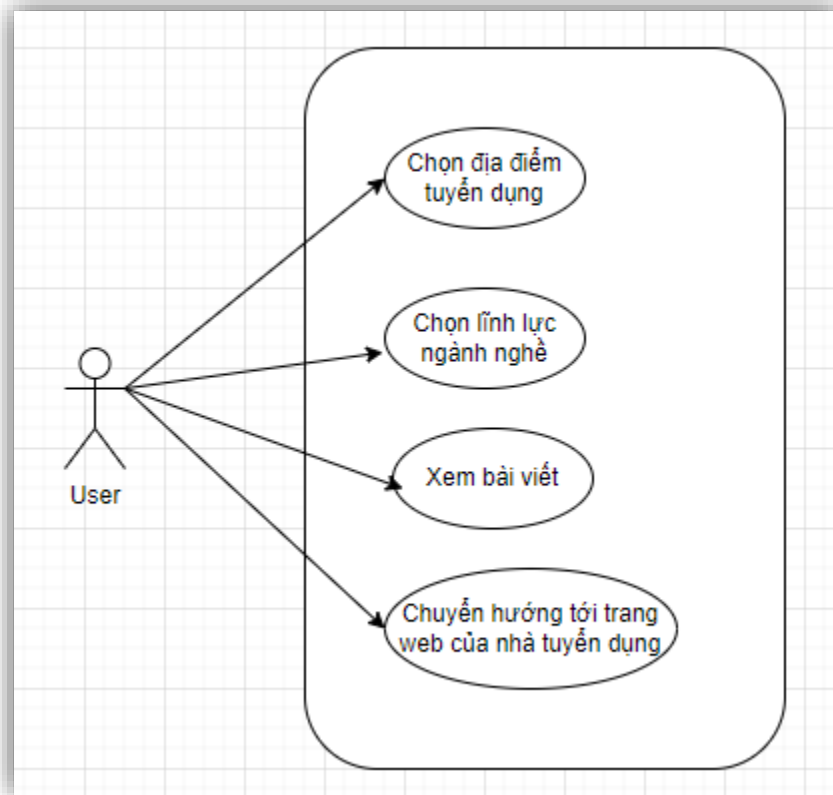 Chọn địa điểm
tuyển dụng
Chọn lĩnh lực
ngành nghề
Xem bài viết
User
Chuyển hướng tới trang
web của nhà tuyển dụng